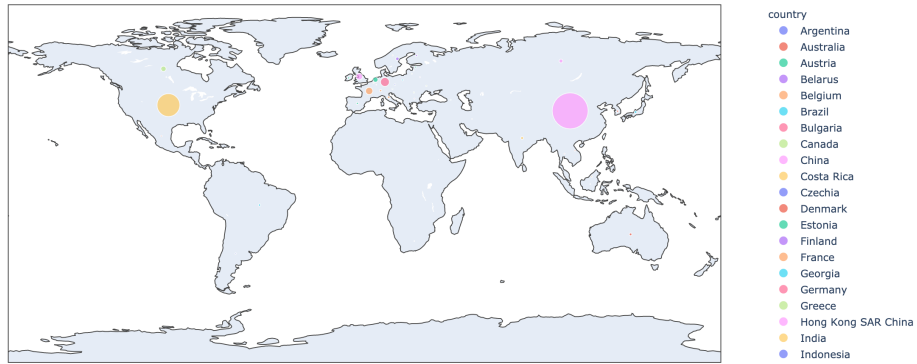 country
Argentina
Australia
Austria
Belarus
Belgium
Brazil
Bulgaria
Canada
China
Costa Rica
Czechia
Denmark
Estonia
Finland
France
Georgia
Germany
Greece
Hong Kong SAR China
India
Indonesia